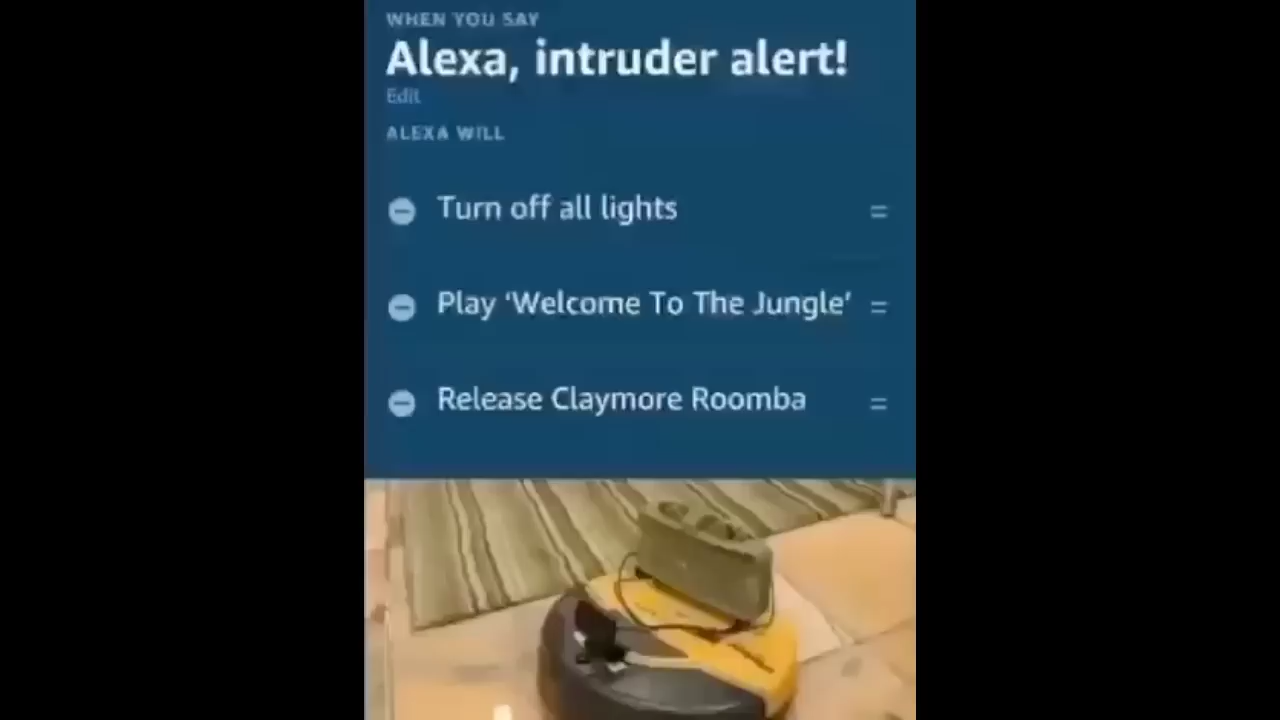 WHEN YOU SAY
Alexa, intruder alert!
Edit
ALEXA WILL
Turn off all lights
Play ‘Welcome To The Jungle’
Release Claymore Roomba